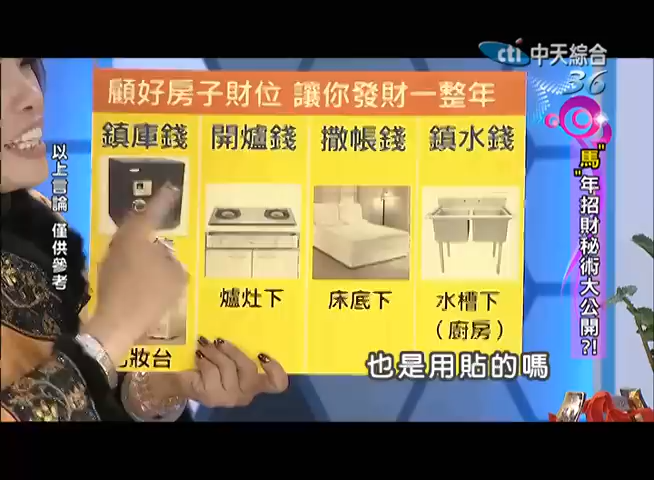 cti 中天綜合
36
顧好房子財位 讓你發財一整年
鎮庫錢
開爐錢
撒帳錢
鎮水錢
爐灶下
床底下
水槽下
(廚房)
妝台
以上言論 僅供參考
"馬"年招財秘術大公開?!
也是用貼的嗎